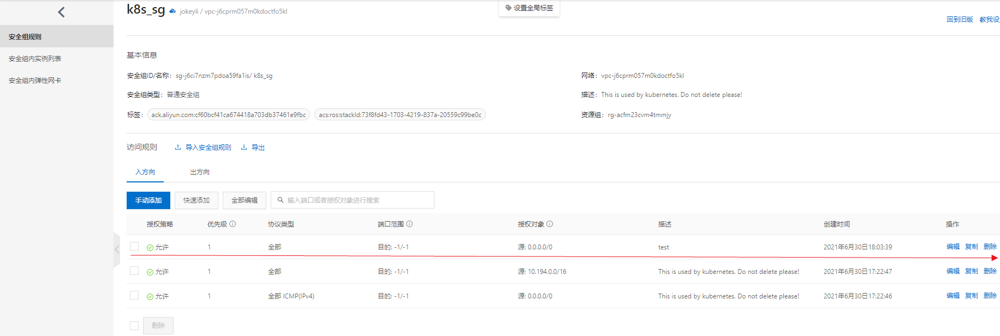 k8s_sg jokeyli / vpc-j6cprm057m0kdoctfo5kl
设置全局标签
回到旧版 教我设
安全组规则
安全组内实例列表
安全组内弹性网卡
基本信息
安全组ID/名称： sg-j6ci7nzm7pdoa59fa1is/ k8s_sg
网络： vpc-j6cprm057m0kdoctfo5kl
安全组类型： 普通安全组
描述： This is used by kubernetes. Do not delete please!
标签： ack.aliyun.com:cf60bcf41ca674418a703db37461e9fbc acs:ros:stackId:73f8fd43-1703-4219-837a-20559c99be0c
资源组： rg-acfm23cvm4tmmjy
访问规则 导入安全组规则 导出
入方向 出方向
手动添加 快速添加 全部编辑 输入端口或者授权对象进行搜索
授权策略 优先级 协议类型 端口范围 授权对象 描述 创建时间 操作
允许 1 全部 目的: -1/-1 源: 0.0.0.0/0 test 2021年6月30日18:03:39 编辑 复制 删除
允许 1 全部 目的: -1/-1 源: 10.194.0.0/16 This is used by kubernetes. Do not delete please! 2021年6月30日17:22:47 编辑 复制 删除
允许 1 全部 ICMP(IPv4) 目的: -1/-1 源: 0.0.0.0/0 This is used by kubernetes. Do not delete please! 2021年6月30日17:22:46 编辑 复制 删除
删除